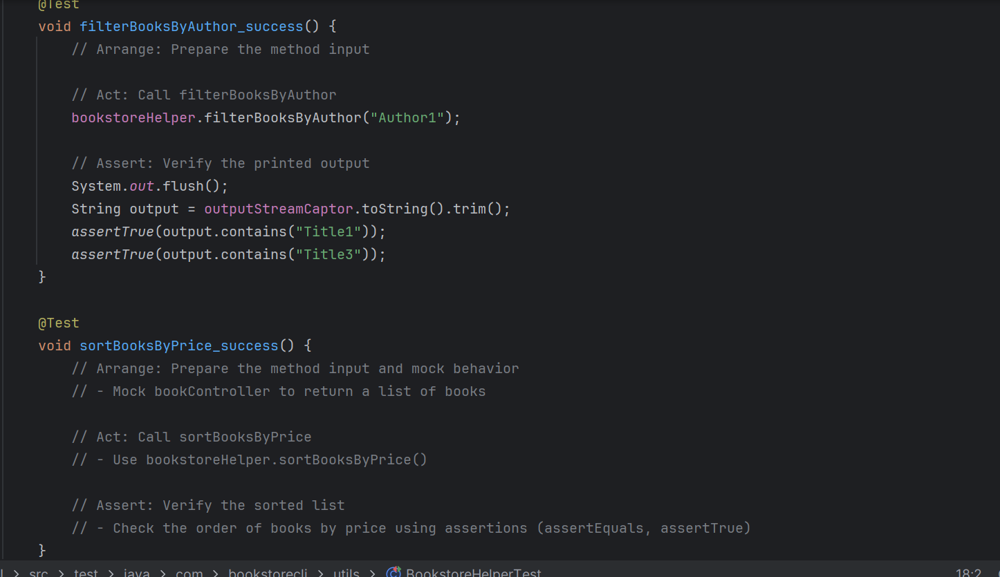 @Test
void filterBooksByAuthor_success() {
// Arrange: Prepare the method input
// Act: Call filterBooksByAuthor
bookstoreHelper.filterBooksByAuthor("Author1");
// Assert: Verify the printed output
System.out.flush();
String output = outputStreamCaptor.toString().trim();
assertTrue(output.contains("Title1"));
assertTrue(output.contains("Title3"));
}
@Test
void sortBooksByPrice_success() {
// Arrange: Prepare the method input and mock behavior
// - Mock bookController to return a list of books
// Act: Call sortBooksByPrice
// - Use bookstoreHelper.sortBooksByPrice()
// Assert: Verify the sorted list
// - Check the order of books by price using assertions (assertEquals, assertTrue)
}
> src > test > java > com > bookstorecli > utils > BookstoreHelperTest 18:2